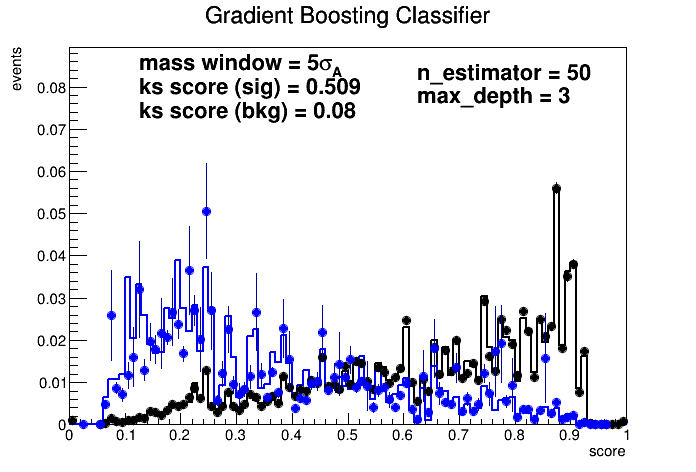 Gradient Boosting Classifier
events
mass window = 5σA
ks score (sig) = 0.509
ks score (bkg) = 0.08
n_estimator = 50
max_depth = 3
0.08
0.07
0.06
0.05
0.04
0.03
0.02
0.01
0
0 0.1 0.2 0.3 0.4 0.5 0.6 0.7 0.8 0.9 1
score